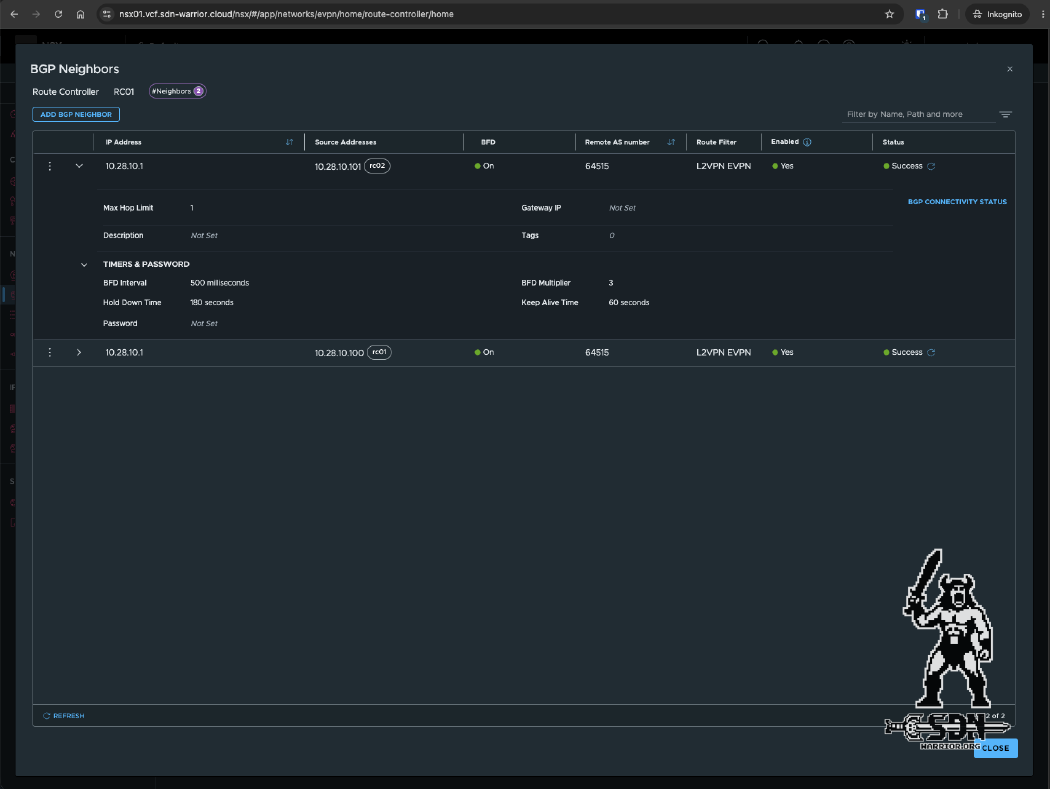 nsx01.vcf.sdn-warrior.cloud/nsx/#/app/networks/evpn/home/route-controller/home
1
Inkognito
BGP Neighbors
Route Controller RC01 #Neighbors 2
ADD BGP NEIGHBOR
Filter by Name, Path and more
IP Address Source Addresses BFD Remote AS number Route Filter Enabled Status
10.28.10.1 10.28.10.101 rc02 On 64515 L2VPN EVPN Yes Success
BGP CONNECTIVITY STATUS
Max Hop Limit 1 Gateway IP Not Set
Description Not Set Tags 0
TIMERS & PASSWORD
BFD Interval 500 milliseconds BFD Multiplier 3
Hold Down Time 180 seconds Keep Alive Time 60 seconds
Password Not Set
10.28.10.1 10.28.10.100 rc01 On 64515 L2VPN EVPN Yes Success
REFRESH
2 of 2
SDN
WARRIOR.ORG
CLOSE